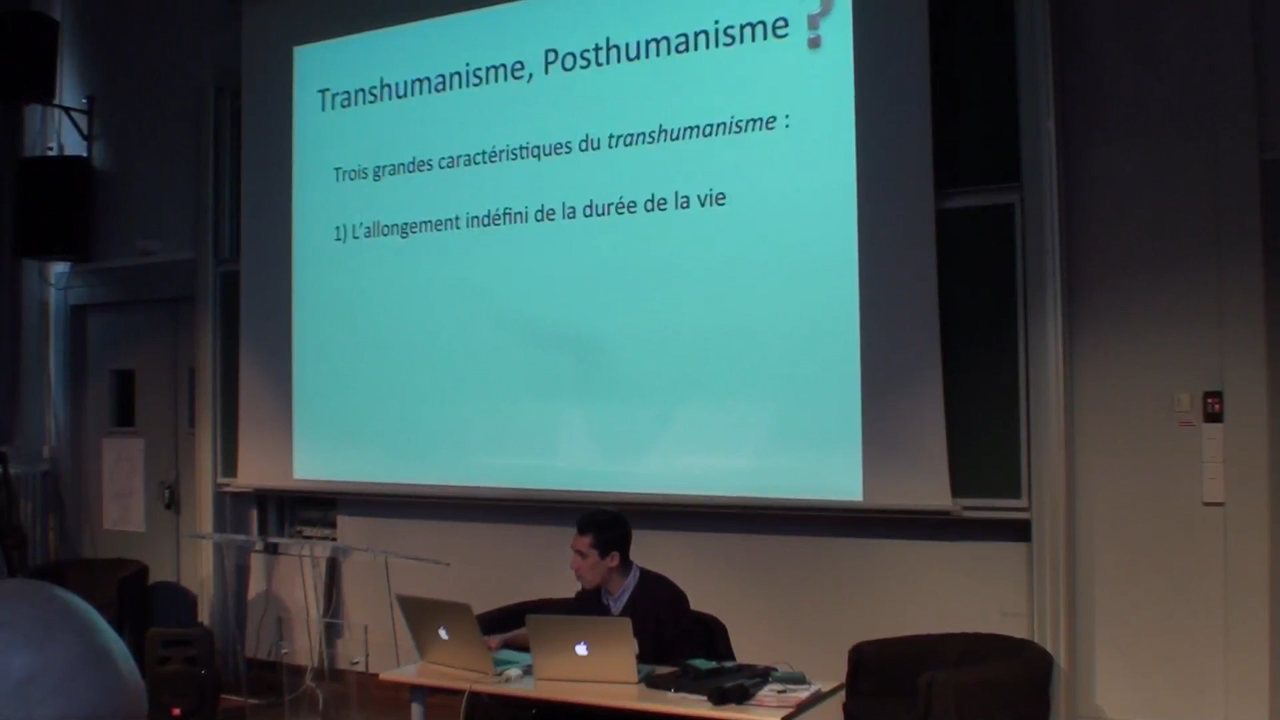 Transhumanisme, Posthumanisme ?
Trois grandes caractéristiques du transhumanisme :
1) L'allongement indéfini de la durée de la vie